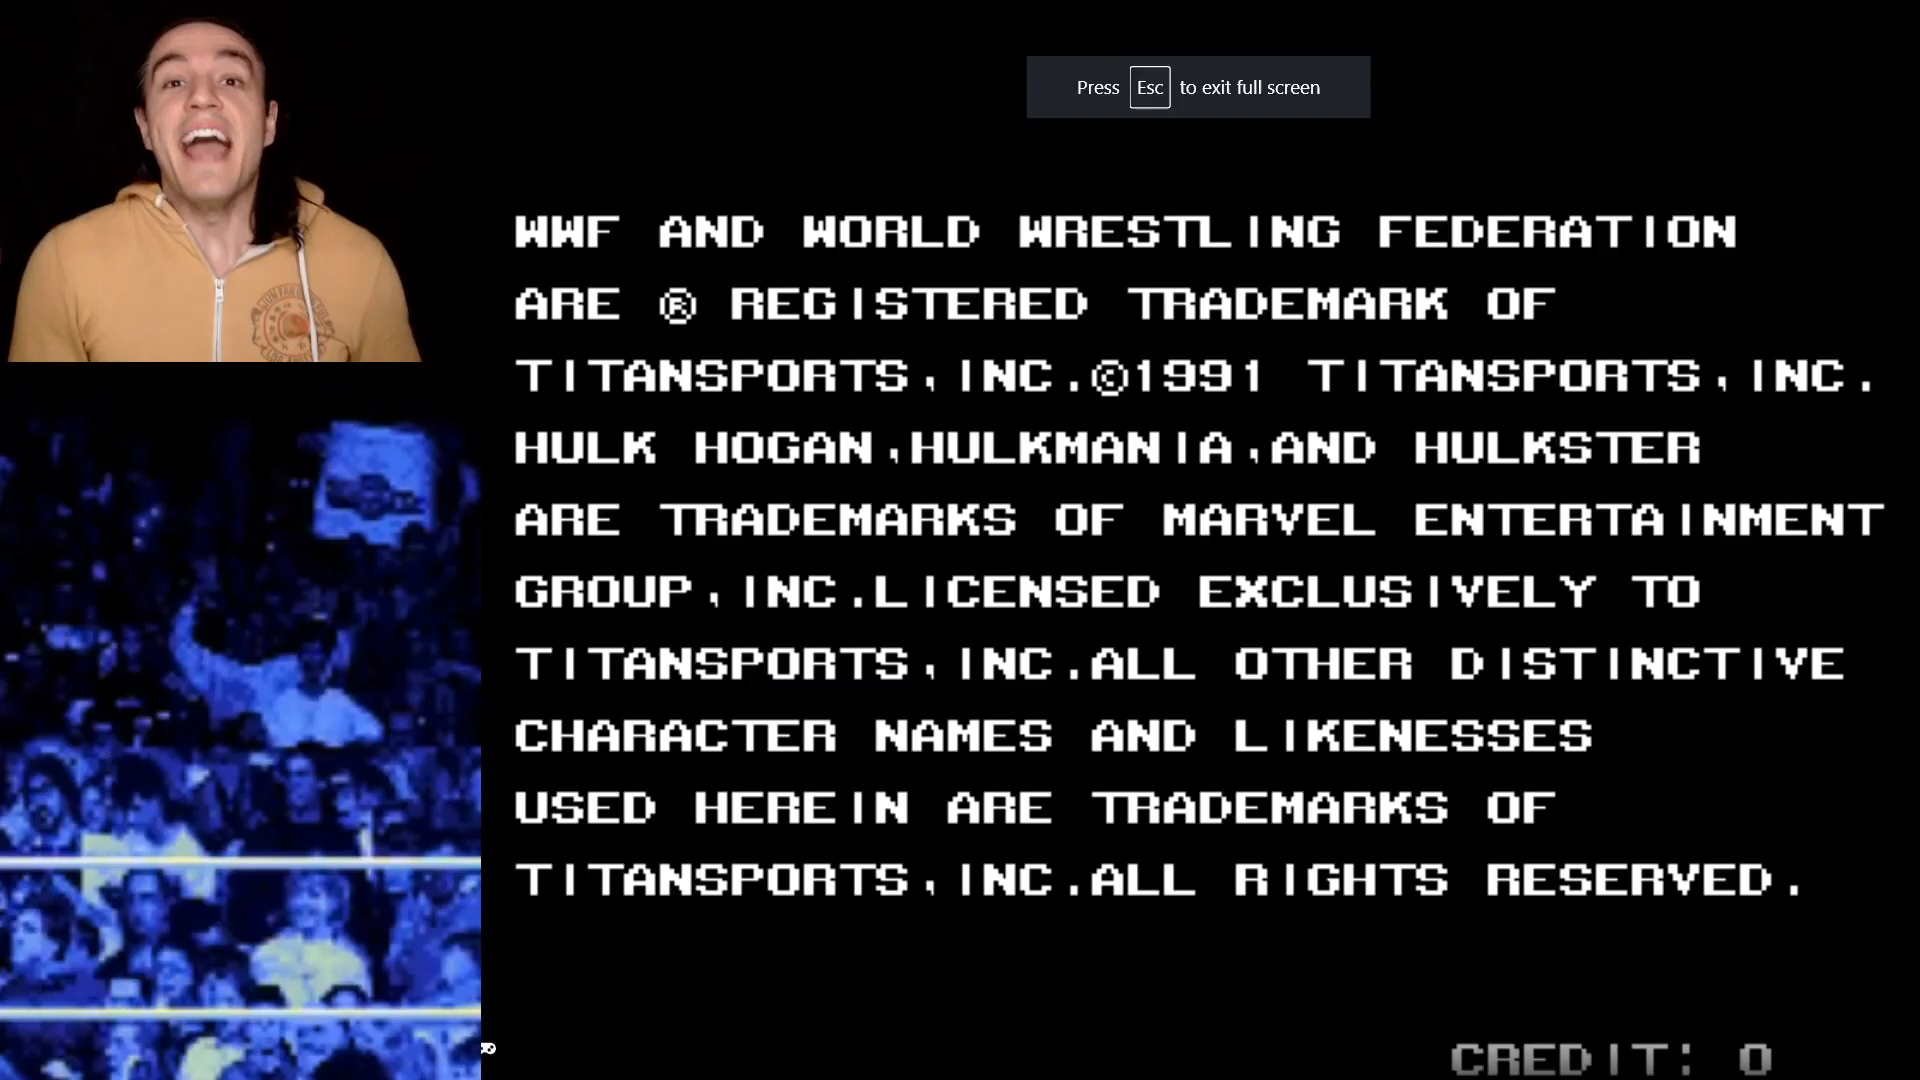 Press Esc to exit full screen
WWF AND WORLD WRESTLING FEDERATION
ARE ® REGISTERED TRADEMARK OF
TITANSPORTS,INC.©1991 TITANSPORTS,INC.
HULK HOGAN,HULKMANIA,AND HULKSTER
ARE TRADEMARKS OF MARVEL ENTERTAINMENT
GROUP,INC.LICENSED EXCLUSIVELY TO
TITANSPORTS,INC.ALL OTHER DISTINCTIVE
CHARACTER NAMES AND LIKENESSES
USED HEREIN ARE TRADEMARKS OF
TITANSPORTS,INC.ALL RIGHTS RESERVED.
CREDIT: 0